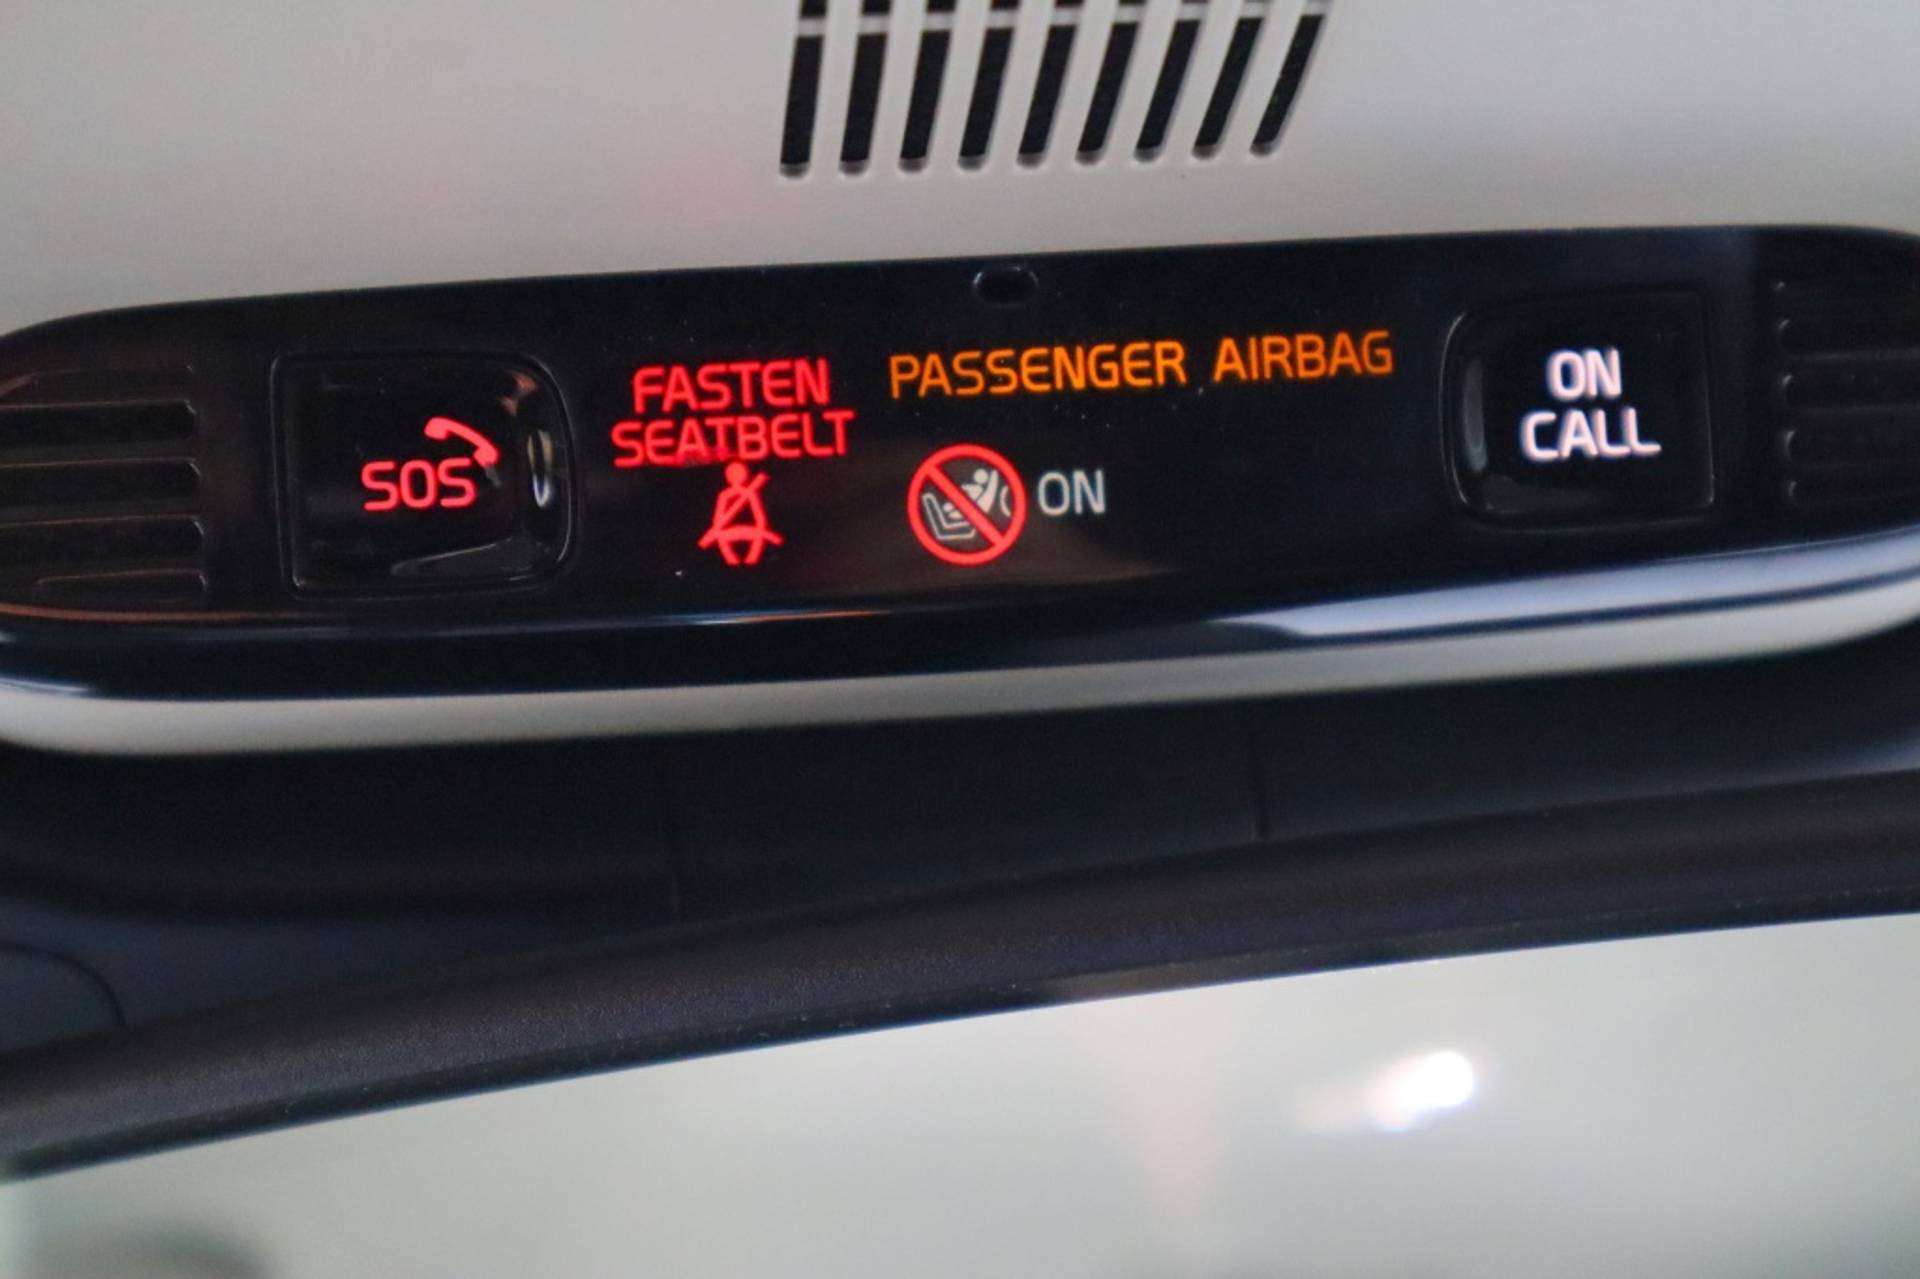 SOS
FASTEN
SEATBELT
PASSENGER AIRBAG
ON
ON
CALL